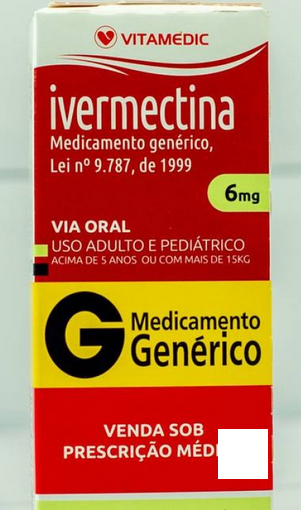 VITAMEDIC
ivermectina
Medicamento genérico,
Lei nº 9.787, de 1999
6mg
VIA ORAL
USO ADULTO E PEDIÁTRICO
ACIMA DE 5 ANOS OU COM MAIS DE 15KG
G Medicamento
Genérico
VENDA SOB
PRESCRIÇÃO